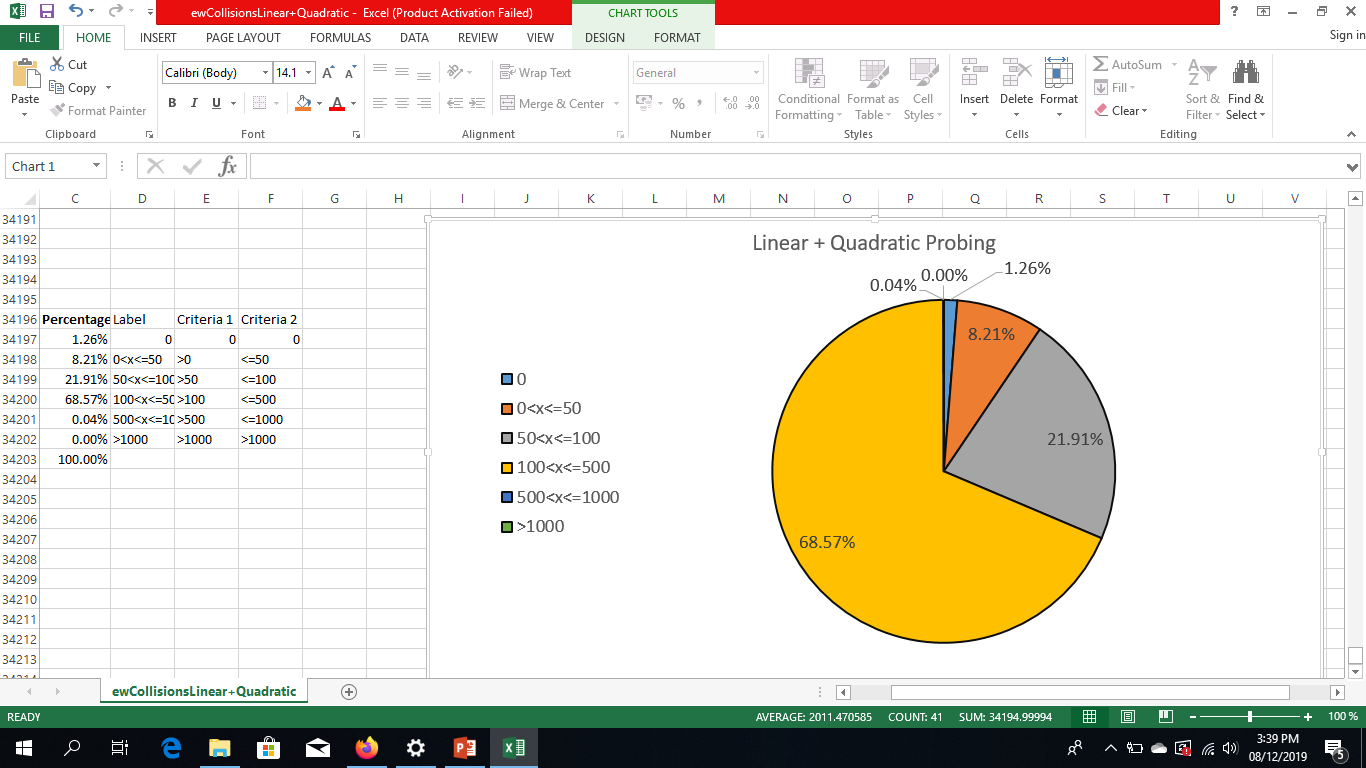 ewCollisionsLinear+Quadratic - Excel (Product Activation Failed)
CHART TOOLS
?
FILE HOME INSERT PAGE LAYOUT FORMULAS DATA REVIEW VIEW DESIGN FORMAT Sign in
Paste
Cut
Copy
Format Painter
Clipboard
Calibri (Body) 14.1
B I U
Font
Wrap Text
Merge & Center
Alignment
General
%
Number
Conditional Formatting
Format as Table
Cell Styles
Styles
Insert
Delete
Format
Cells
AutoSum
Fill
Clear
Sort & Filter
Find & Select
Editing
Chart 1
fx
C D E F G H I J K L M N O P Q R S T U V
34191
34192
34193
34194
34195
34196 Percentage Label Criteria 1 Criteria 2
34197 1.26% 0 0 0
34198 8.21% 0<x<=50 >0 <=50
34199 21.91% 50<x<=100 >50 <=100
34200 68.57% 100<x<=50 >100 <=500
34201 0.04% 500<x<=10 >500 <=1000
34202 0.00% >1000 >1000 >1000
34203 100.00%
34204
34205
34206
34207
34208
34209
34210
34211
34212
34213
34214
Linear + Quadratic Probing
0.04% 0.00% 1.26%
8.21%
21.91%
68.57%
0
0<x<=50
50<x<=100
100<x<=500
500<x<=1000
>1000
ewCollisionsLinear+Quadratic
READY
AVERAGE: 2011.470585 COUNT: 41 SUM: 34194.99994
100 %
3:39 PM
08/12/2019
5